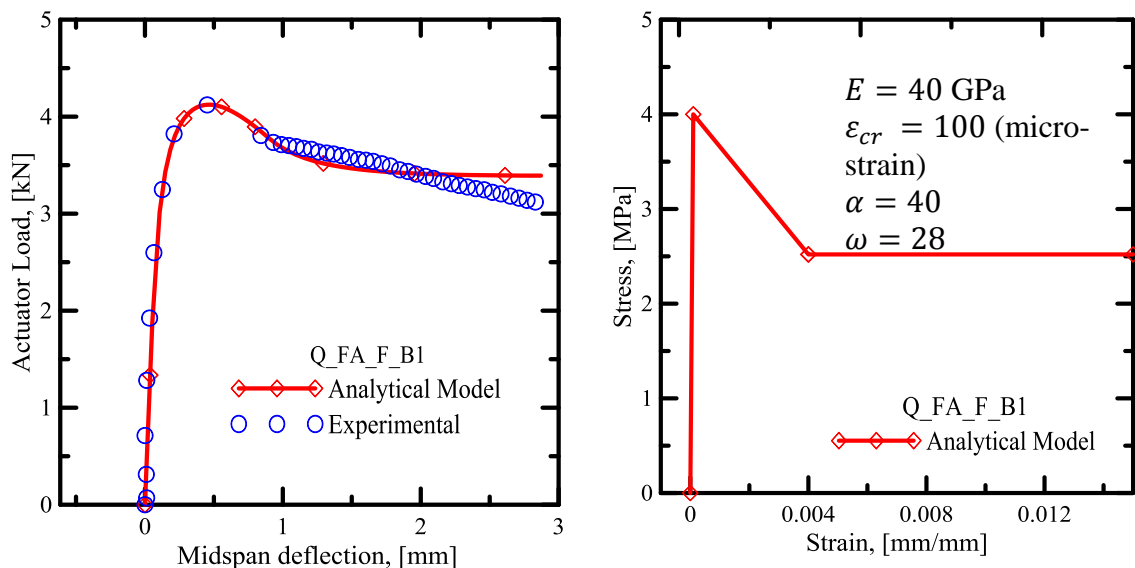 5
4
3
2
1
0
Actuator Load, [kN]
0 1 2 3
Midspan deflection, [mm]
Q_FA_F_B1
Analytical Model
Experimental
5
4
3
2
1
0
Stress, [MPa]
0 0.004 0.008 0.012
Strain, [mm/mm]
E = 40 GPa
εcr = 100 (micro-
strain)
α = 40
ω = 28
Q_FA_F_B1
Analytical Model